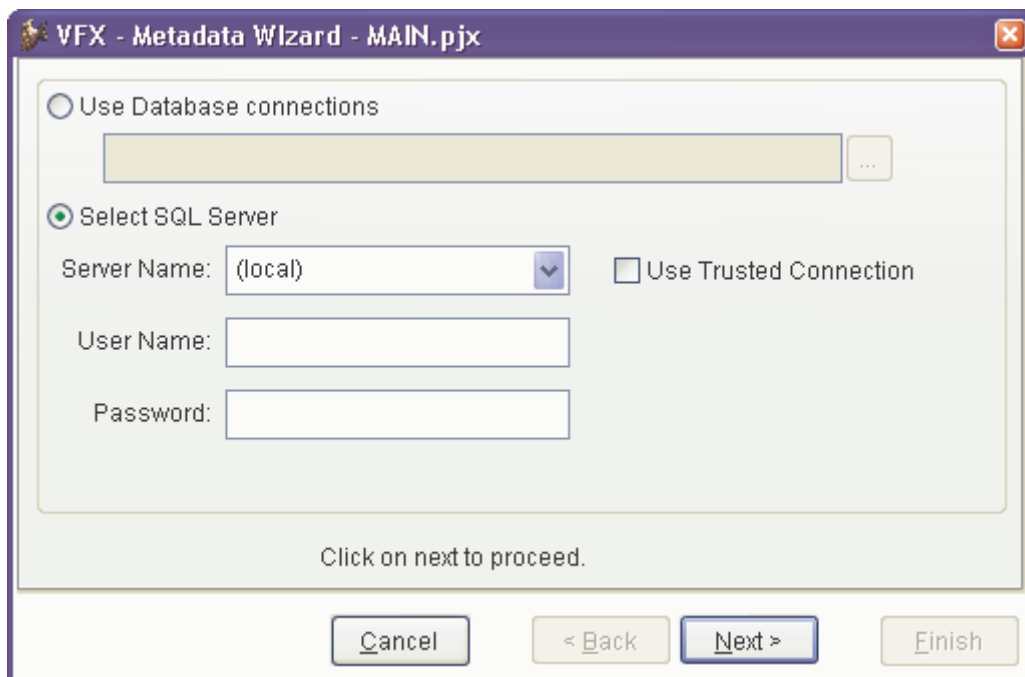 VFX - Metadata WIzard - MAIN.pjx
Use Database connections
...
Select SQL Server
Server Name: (local) Use Trusted Connection
User Name:
Password:
Click on next to proceed.
Cancel < Back Next > Finish